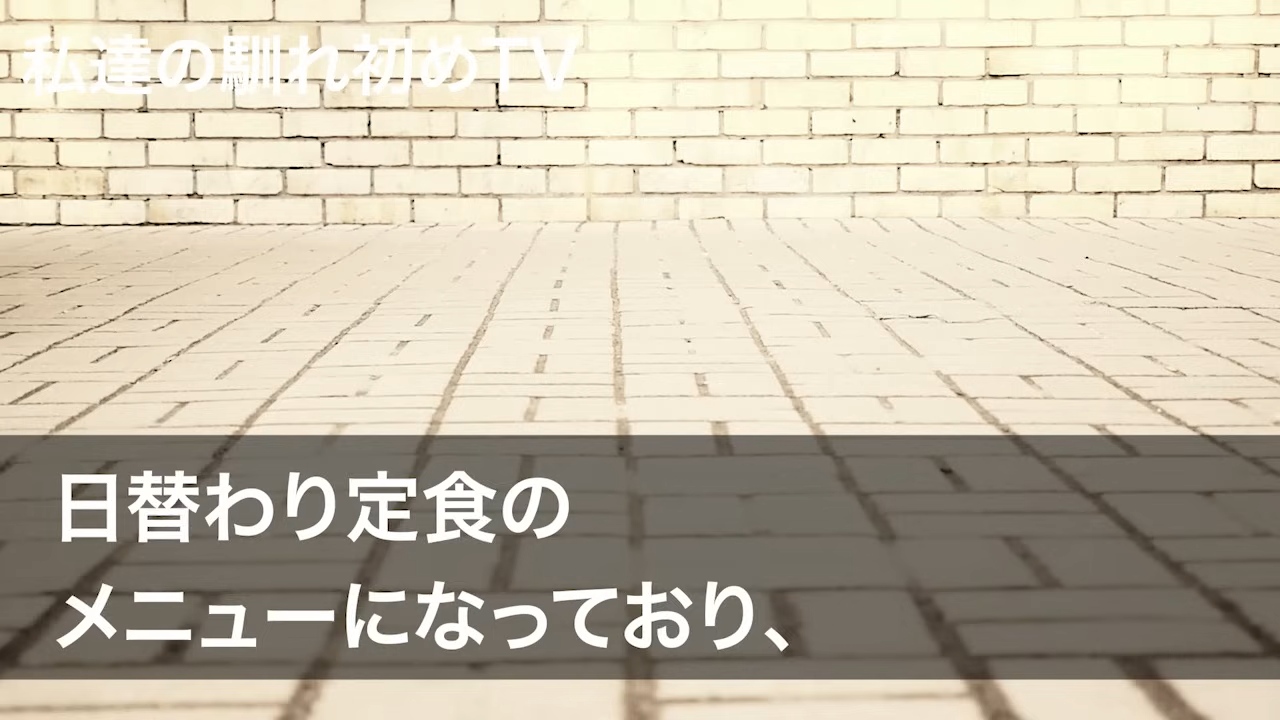 私達の馴れ初めTV
日替わり定食の
メニューになっており、